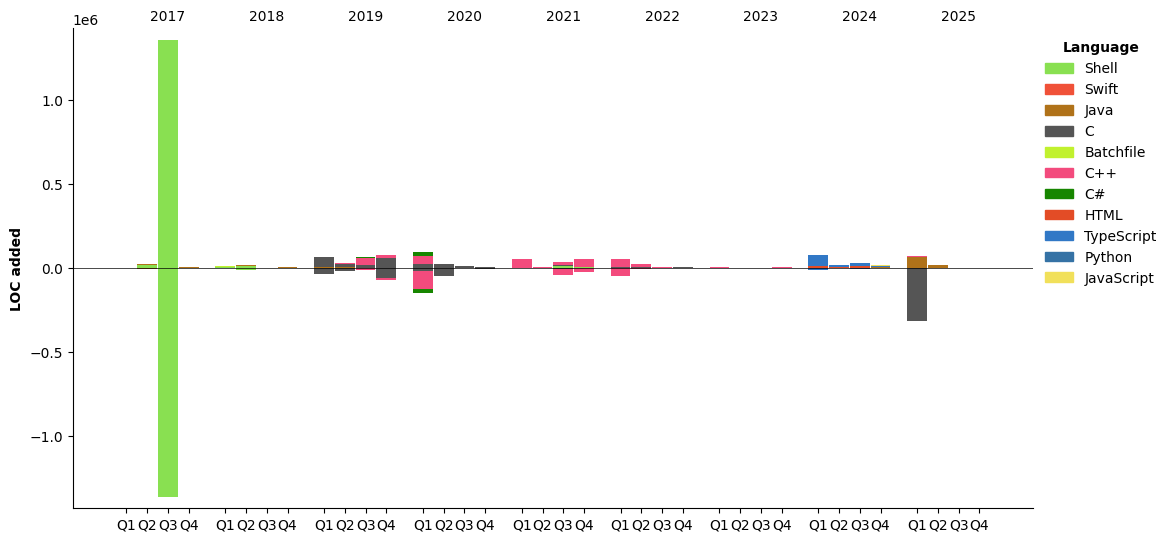 1e6
2017 2018 2019 2020 2021 2022 2023 2024 2025
LOC added
1.0
0.5
0.0
−0.5
−1.0
Q1 Q2 Q3 Q4 Q1 Q2 Q3 Q4 Q1 Q2 Q3 Q4 Q1 Q2 Q3 Q4 Q1 Q2 Q3 Q4 Q1 Q2 Q3 Q4 Q1 Q2 Q3 Q4 Q1 Q2 Q3 Q4 Q1 Q2 Q3 Q4
Language
Shell
Swift
Java
C
Batchfile
C++
C#
HTML
TypeScript
Python
JavaScript